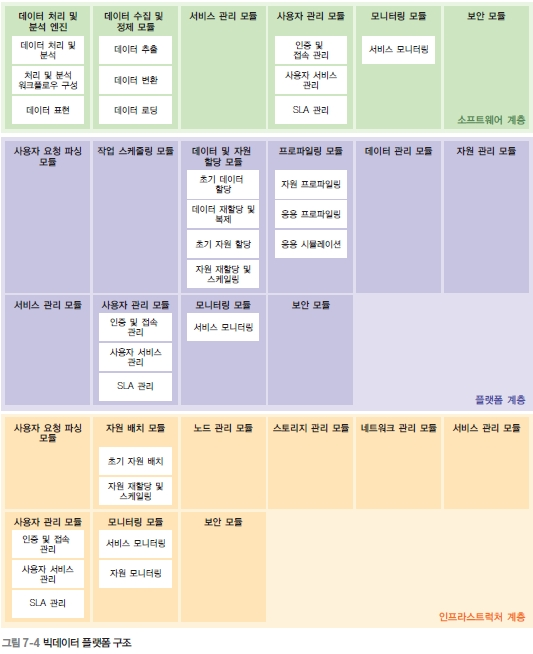 데이터 처리 및
분석 엔진
데이터 처리 및
분석
처리 및 분석
워크플로우 구성
데이터 표현
데이터 수집 및
정제 모듈
데이터 추출
데이터 변환
데이터 로딩
서비스 관리 모듈
사용자 관리 모듈
인증 및
접속 관리
사용자 서비스
관리
SLA 관리
모니터링 모듈
서비스 모니터링
보안 모듈
소프트웨어 계층
사용자 요청 파싱
모듈
작업 스케줄링 모듈
데이터 및 자원
할당 모듈
초기 데이터
할당
데이터 재할당 및
복제
초기 자원 할당
자원 재할당 및
스케일링
프로파일링 모듈
자원 프로파일링
응용 프로파일링
응용 시뮬레이션
데이터 관리 모듈
자원 관리 모듈
서비스 관리 모듈
사용자 관리 모듈
인증 및 접속
관리
사용자 서비스
관리
SLA 관리
모니터링 모듈
서비스 모니터링
보안 모듈
플랫폼 계층
사용자 요청 파싱
모듈
자원 배치 모듈
초기 자원 배치
자원 재할당 및
스케일링
노드 관리 모듈
스토리지 관리 모듈
네트워크 관리 모듈
서비스 관리 모듈
사용자 관리 모듈
인증 및 접속
관리
사용자 서비스
관리
SLA 관리
모니터링 모듈
서비스 모니터링
자원 모니터링
보안 모듈
인프라스트럭처 계층
그림 7-4 빅데이터 플랫폼 구조